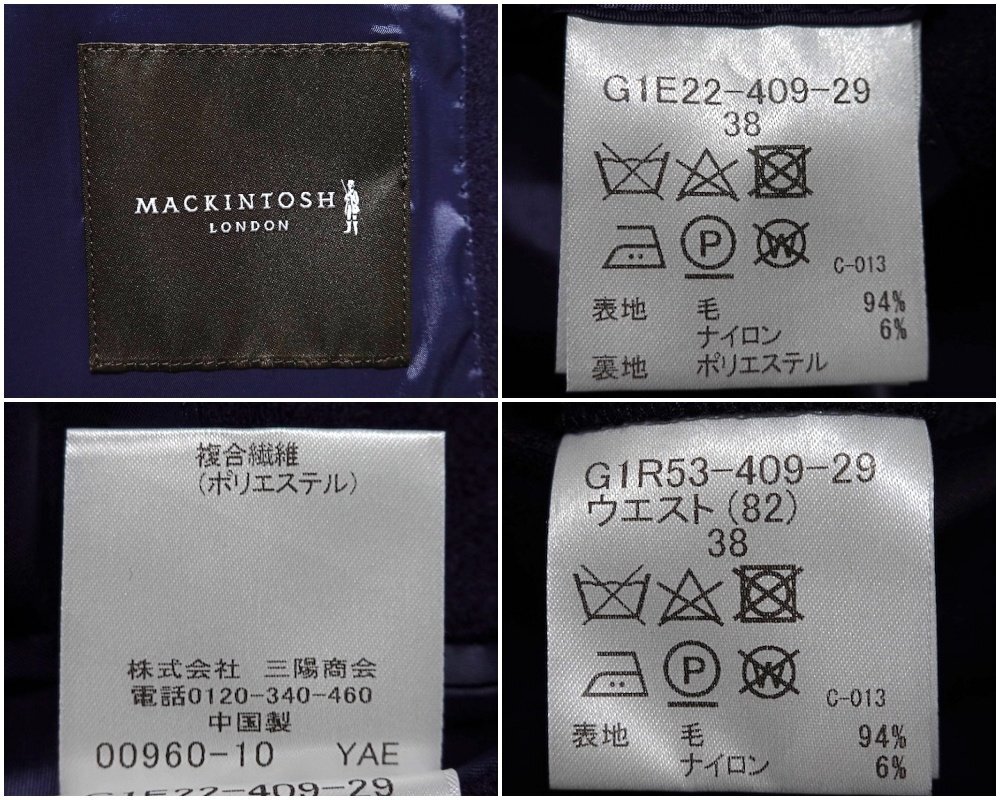 MACKINTOSH
LONDON
G1E22-409-29
38
P
W
C-013
表地 毛 94%
ナイロン 6%
裏地 ポリエステル
複合繊維
(ポリエステル)
株式会社 三陽商会
電話0120-340-460
中国製
00960-10 YAE
G1E22-409-29
G1R53-409-29
ウエスト(82)
38
P
W
C-013
表地 毛 94%
ナイロン 6%